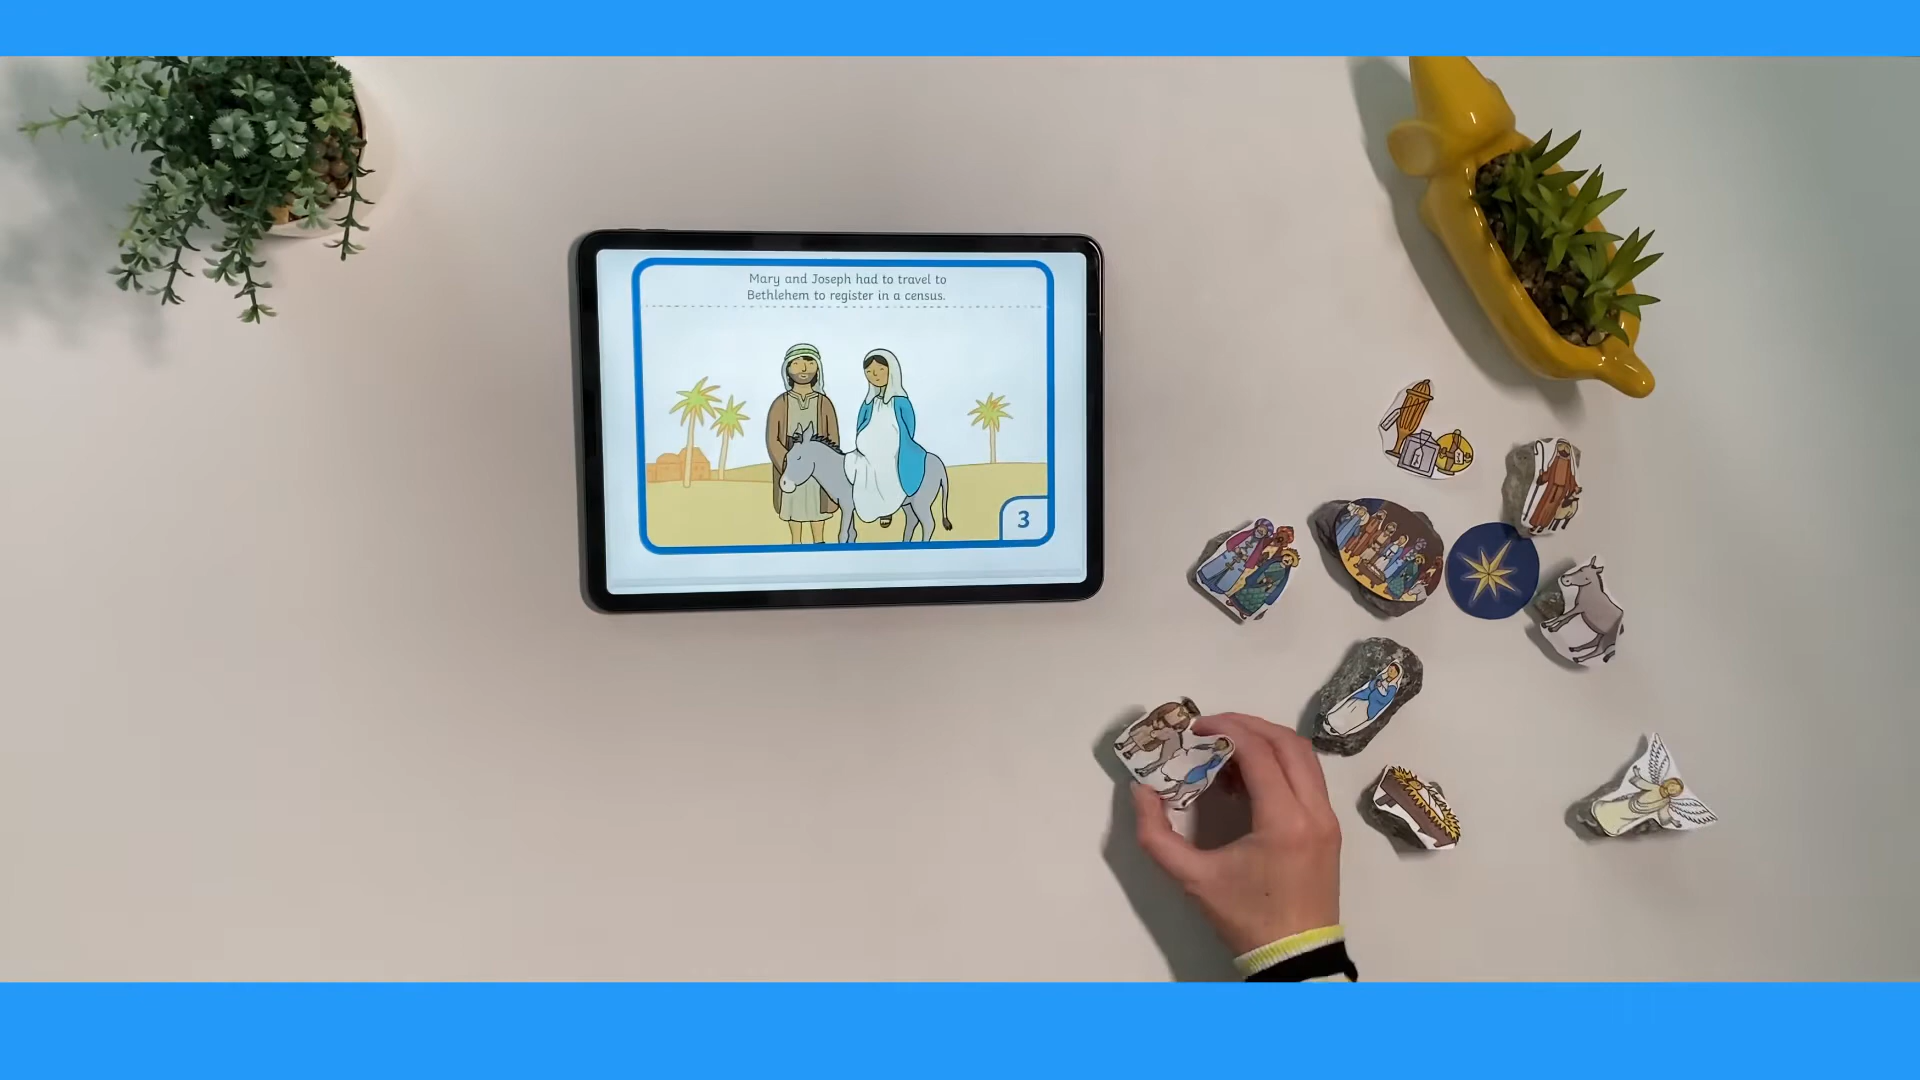 Mary and Joseph had to travel to
Bethlehem to register in a census.
3